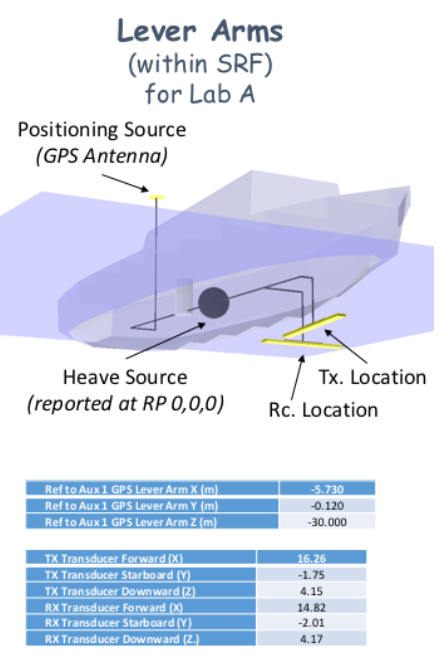 Lever Arms
(within SRF)
for Lab A
Positioning Source
(GPS Antenna)
Heave Source
(reported at RP 0,0,0)
Tx. Location
Rc. Location
Ref to Aux 1 GPS Lever Arm X (m) -5.730
Ref to Aux 1 GPS Lever Arm Y (m) -0.120
Ref to Aux 1 GPS Lever Arm Z (m) -30.000
TX Transducer Forward (X) 16.26
TX Transducer Starboard (Y) -1.75
TX Transducer Downward (Z) 4.15
RX Transducer Forward (X) 14.82
RX Transducer Starboard (Y) -2.01
RX Transducer Downward (Z.) 4.17